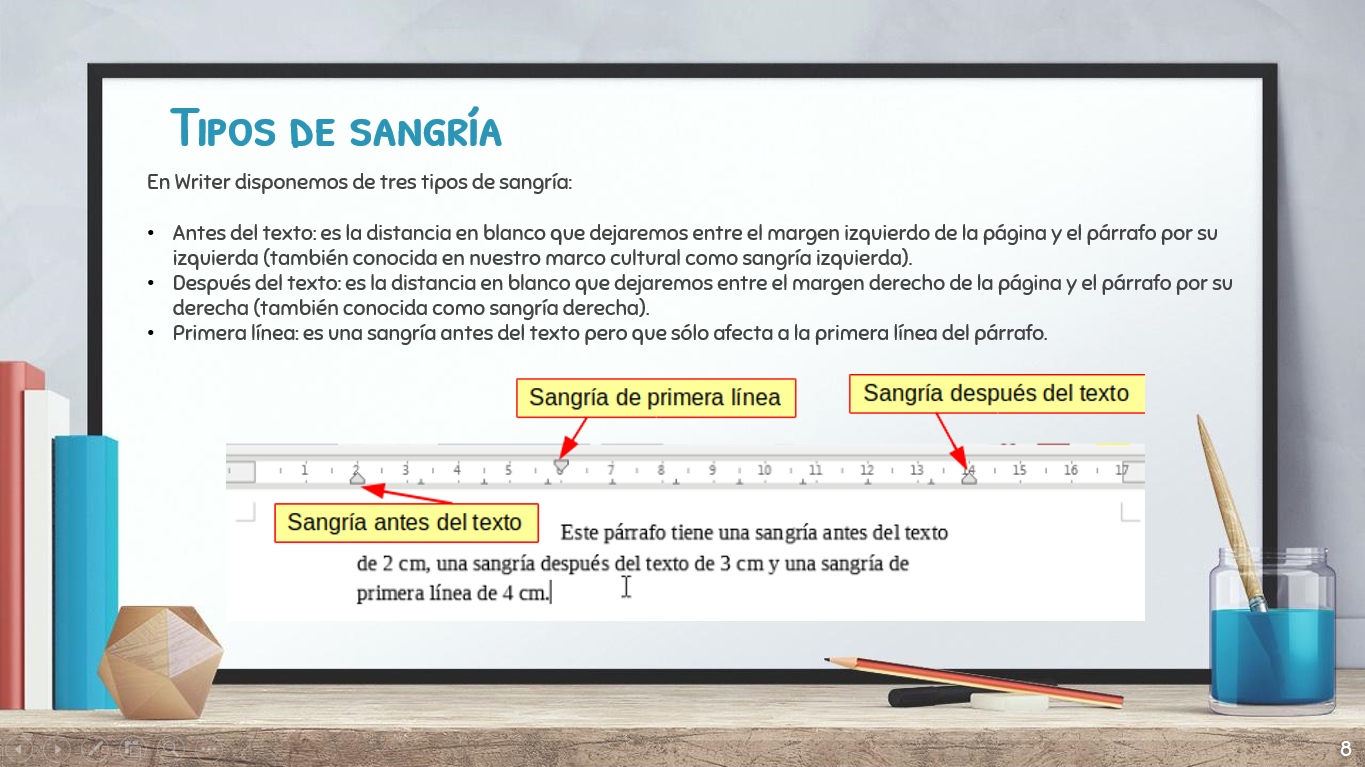 Tipos de sangría
En Writer disponemos de tres tipos de sangría:
• Antes del texto: es la distancia en blanco que dejaremos entre el margen izquierdo de la página y el párrafo por su
izquierda (también conocida en nuestro marco cultural como sangría izquierda).
• Después del texto: es la distancia en blanco que dejaremos entre el margen derecho de la página y el párrafo por su
derecha (también conocida como sangría derecha).
• Primera línea: es una sangría antes del texto pero que sólo afecta a la primera línea del párrafo.
Sangría de primera línea
Sangría después del texto
1 2 3 4 5 6 7 8 9 10 11 12 13 14 15 16 17
Sangría antes del texto
Este párrafo tiene una sangría antes del texto
de 2 cm, una sangría después del texto de 3 cm y una sangría de
primera línea de 4 cm.
8